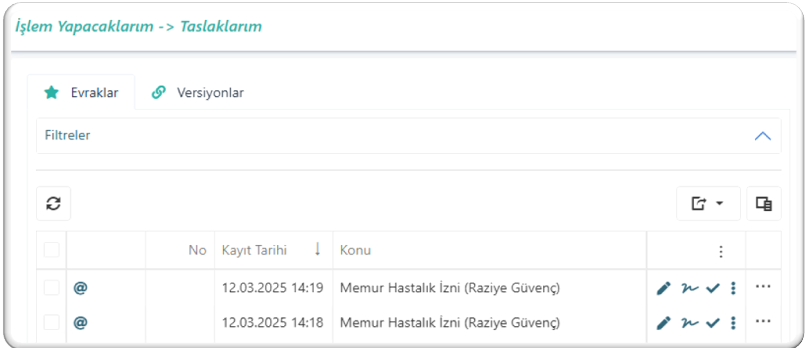 İşlem Yapacaklarım -> Taslaklarım
Evraklar Versiyonlar
Filtreler
No Kayıt Tarihi ↓ Konu
@ 12.03.2025 14:19 Memur Hastalık İzni (Raziye Güvenç)
@ 12.03.2025 14:18 Memur Hastalık İzni (Raziye Güvenç)